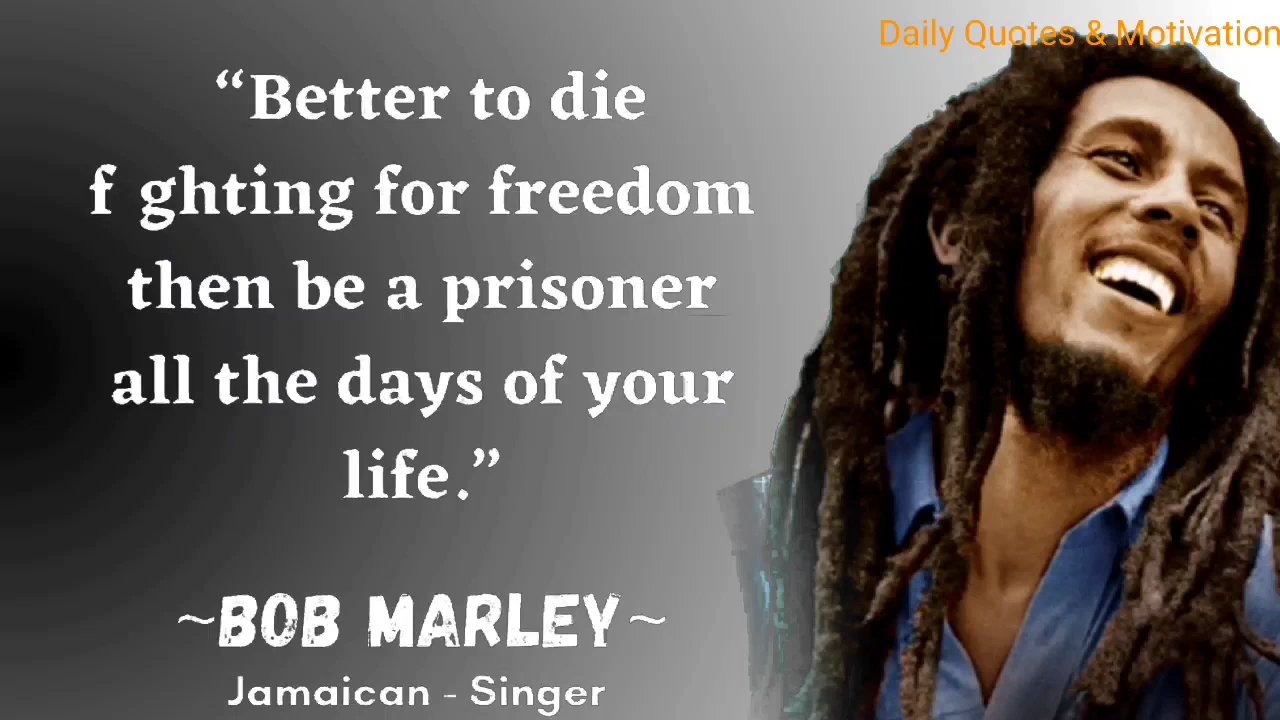 Daily Quotes & Motivation
“Better to die
f ghting for freedom
then be a prisoner
all the days of your
life.”
~BOB MARLEY~
Jamaican - Singer